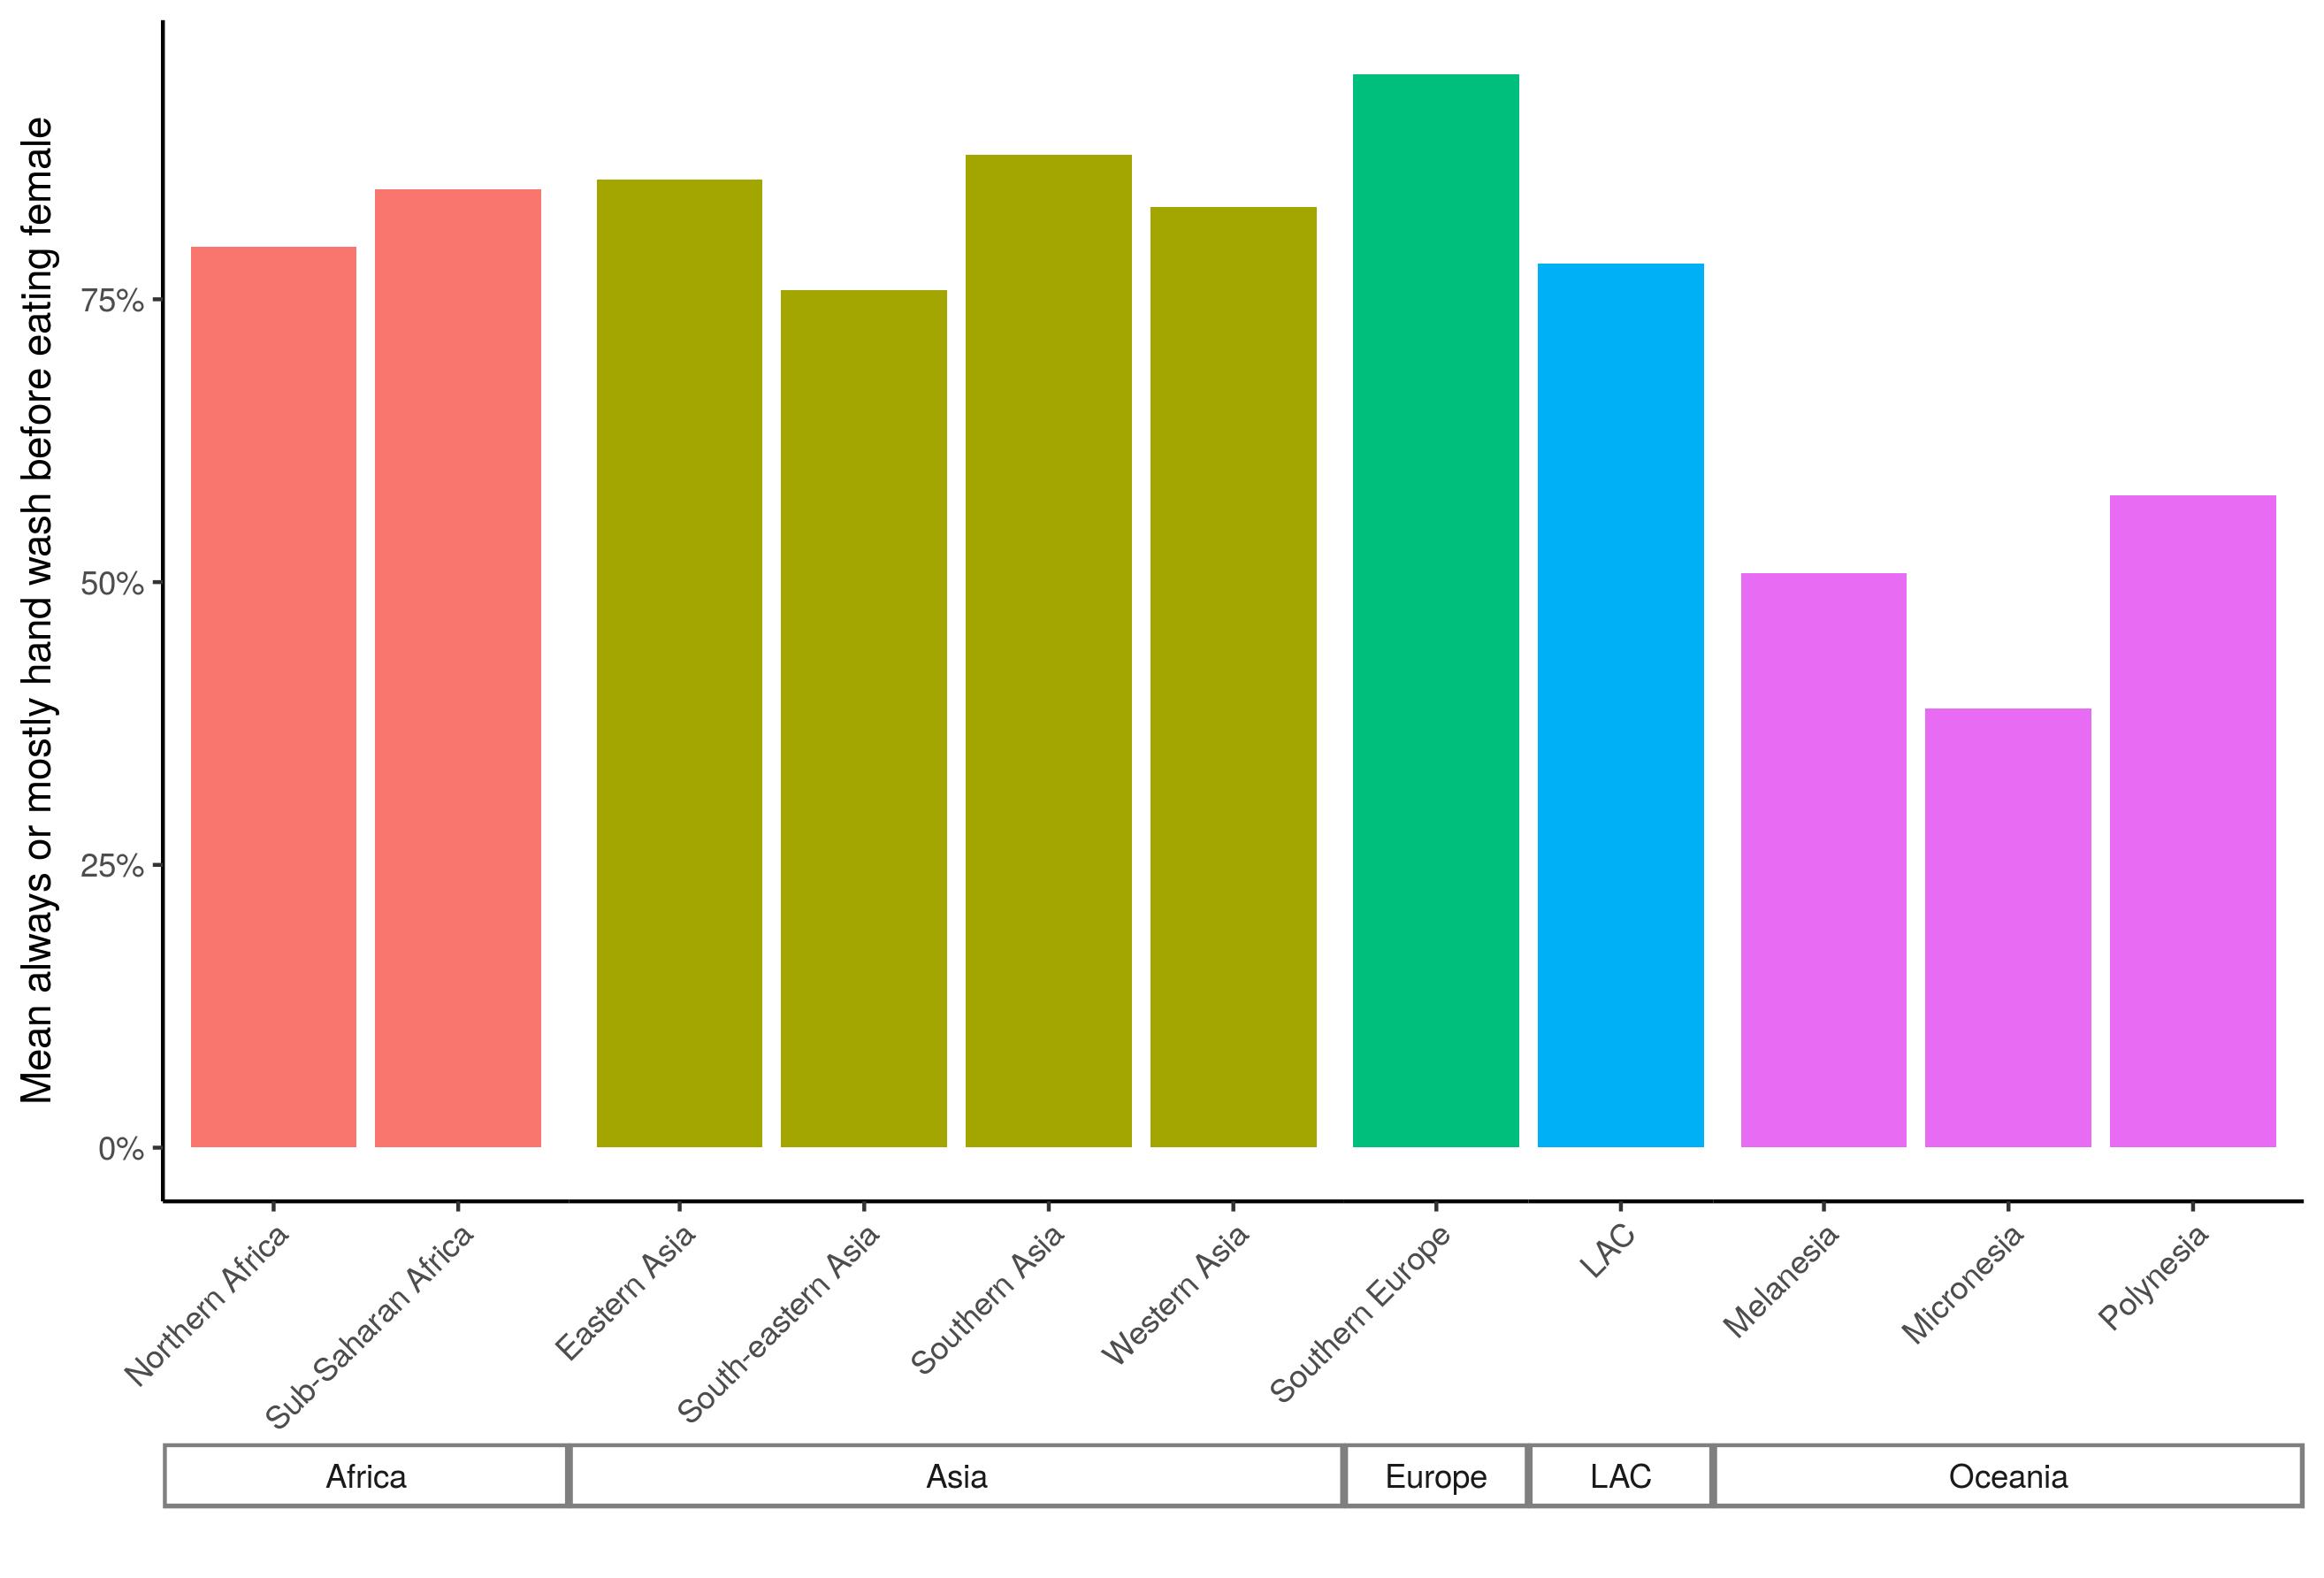 Mean always or mostly hand wash before eating female
75%
50%
25%
0%
Northern Africa
Sub-Saharan Africa
Eastern Asia
South-eastern Asia
Southern Asia
Western Asia
Southern Europe
LAC
Melanesia
Micronesia
Polynesia
Africa
Asia
Europe
LAC
Oceania